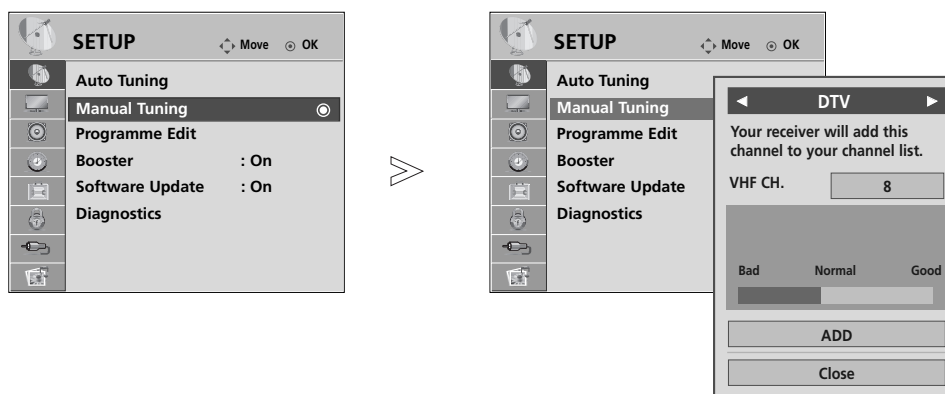 SETUP Move OK
Auto Tuning
Manual Tuning
Programme Edit
Booster : On
Software Update : On
Diagnostics
SETUP Move OK
Auto Tuning
Manual Tuning
Programme Edit
Booster
Software Update
Diagnostics
DTV
Your receiver will add this
channel to your channel list.
VHF CH. 8
Bad Normal Good
ADD
Close